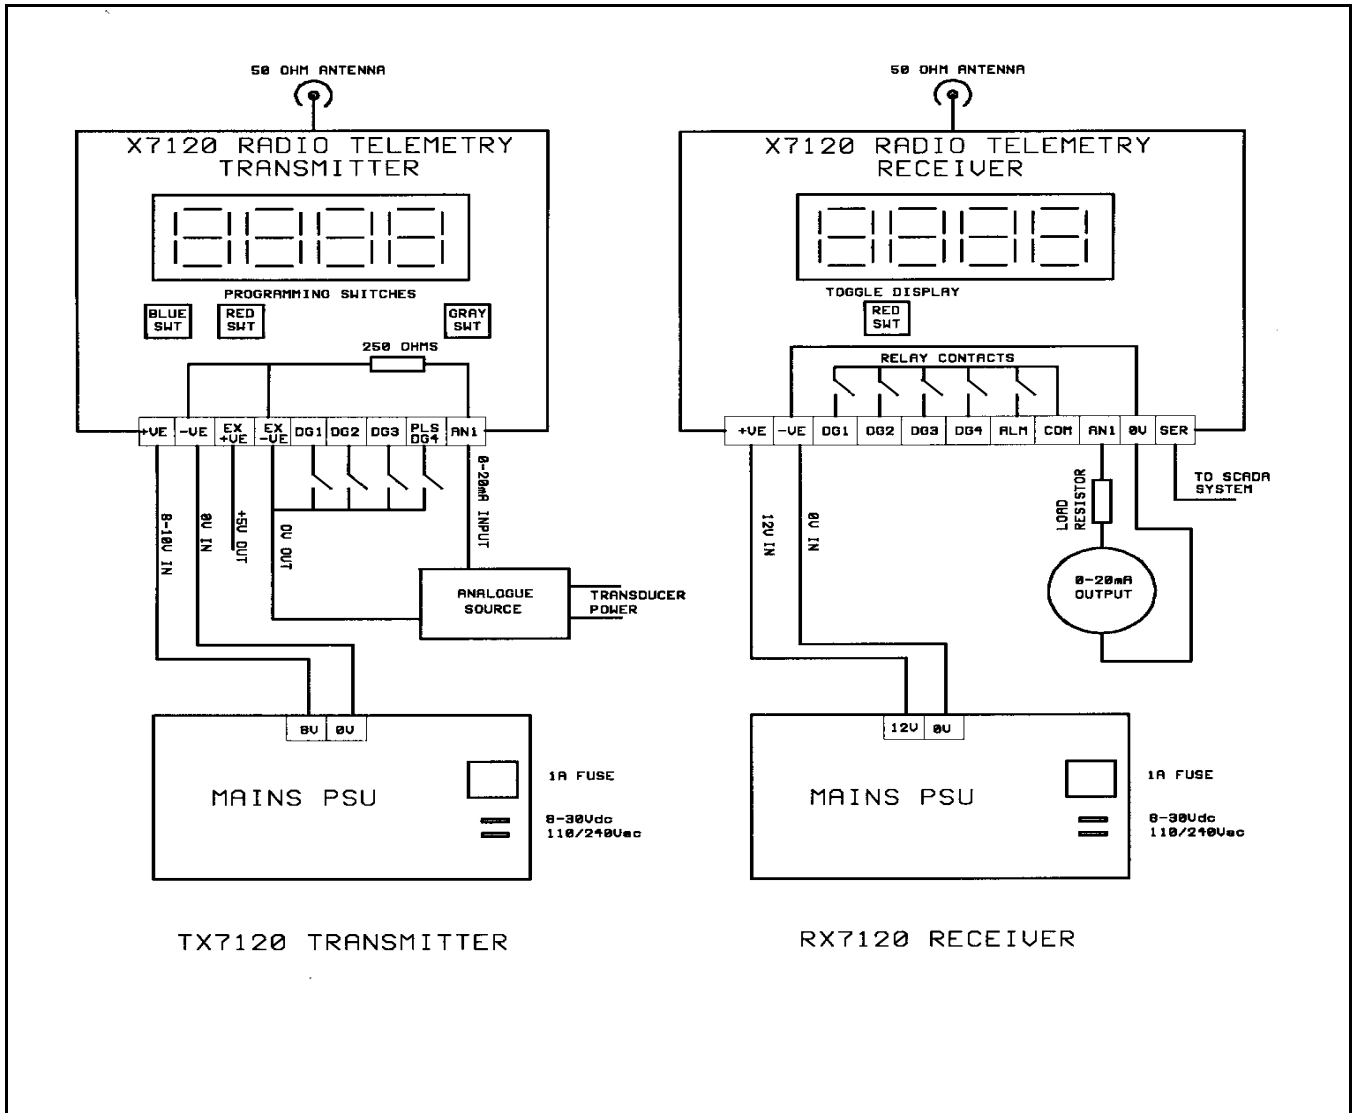 50 OHM ANTENNA
X7120 RADIO TELEMETRY
TRANSMITTER
PROGRAMMING SWITCHES
BLUE
SWT
RED
SWT
GRAY
SWT
250 OHMS
+VE
-VE
EX
+VE
EX
-VE
DG1
DG2
DG3
PLS
DG4
AN1
8-10V IN
0V IN
+5V OUT
0V OUT
0-20mA INPUT
ANALOGUE
SOURCE
TRANSDUCER
POWER
8V
0V
MAINS PSU
1A FUSE
8-30Vdc
110/240Vac
TX7120 TRANSMITTER
50 OHM ANTENNA
X7120 RADIO TELEMETRY
RECEIVER
TOGGLE DISPLAY
RED
SWT
RELAY CONTACTS
+VE
-VE
DG1
DG2
DG3
DG4
ALM
COM
AN1
0V
SER
12V IN
0V IN
LOAD
RESISTOR
TO SCADA
SYSTEM
0-20mA
OUTPUT
12V
0V
MAINS PSU
1A FUSE
8-30Vdc
110/240Vac
RX7120 RECEIVER